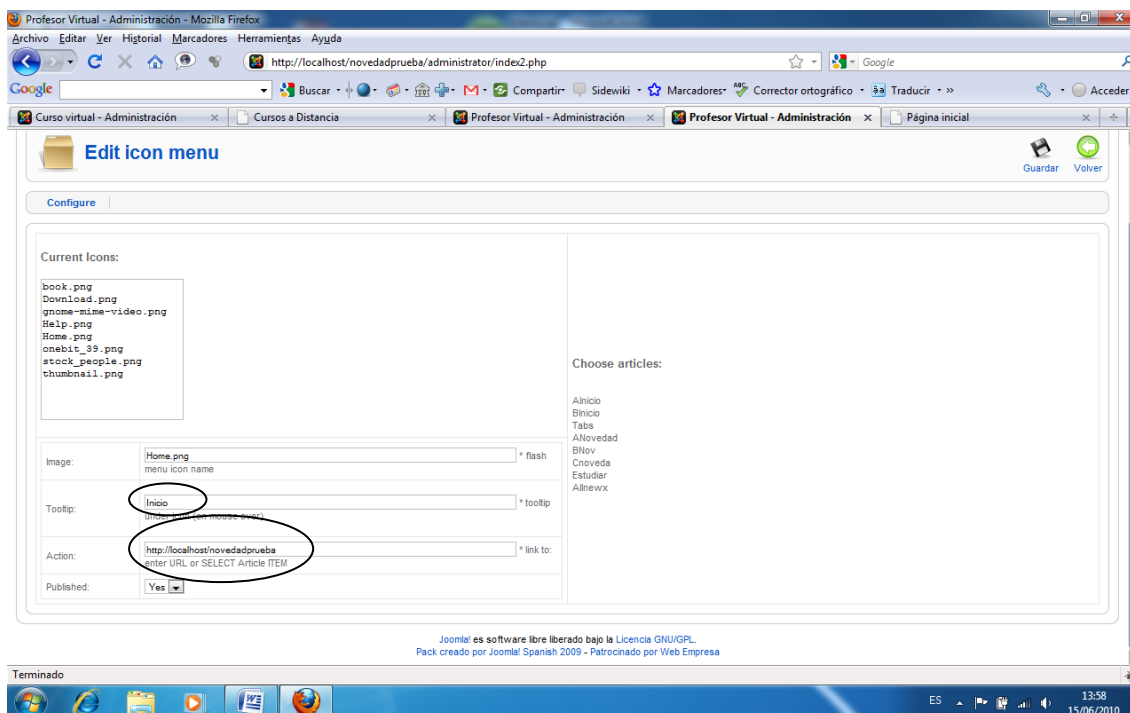 Profesor Virtual - Administración - Mozilla Firefox
Archivo Editar Ver Historial Marcadores Herramientas Ayuda
http://localhost/novedadprueba/administrator/index2.php
Google
Google Buscar Compartir Sidewiki Marcadores Corrector ortográfico Traducir » Acceder
Curso virtual - Administración Cursos a Distancia Profesor Virtual - Administración Profesor Virtual - Administración Página inicial
Edit icon menu
Guardar Volver
Configure
Current Icons:
book.png
Download.png
gnome-mime-video.png
Help.png
Home.png
onebit_39.png
stock_people.png
thumbnail.png
Choose articles:
AInicio
BInicio
Tabs
ANovedad
BNov
Cnoveda
Estudiar
Allnewx
Image: Home.png * flash
menu icon name
Tooltip: Inicio * tooltip
under icon (on mouse over)
Action: http://localhost/novedadprueba * link to:
enter URL or SELECT Article ITEM
Published: Yes
Joomla! es software libre liberado bajo la Licencia GNU/GPL.
Pack creado por Joomla! Spanish 2009 - Patrocinado por Web Empresa
Terminado
ES 13:58
15/06/2010